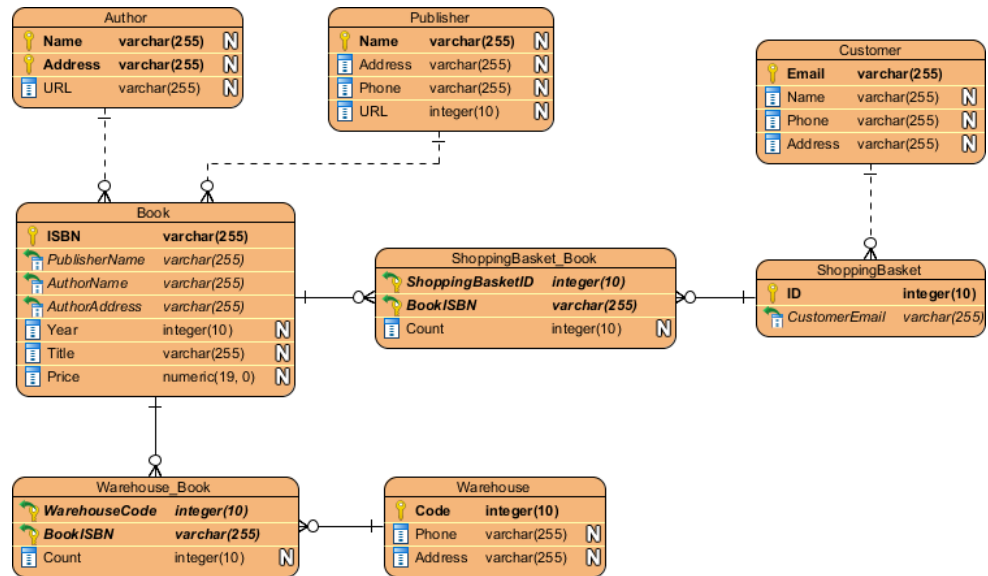 Author
Name varchar(255) N
Address varchar(255) N
URL varchar(255) N
Publisher
Name varchar(255) N
Address varchar(255) N
Phone varchar(255) N
URL integer(10) N
Customer
Email varchar(255)
Name varchar(255) N
Phone varchar(255) N
Address varchar(255) N
Book
ISBN varchar(255)
PublisherName varchar(255)
AuthorName varchar(255)
AuthorAddress varchar(255)
Year integer(10) N
Title varchar(255) N
Price numeric(19, 0) N
ShoppingBasket_Book
ShoppingBasketID integer(10)
BookISBN varchar(255)
Count integer(10) N
ShoppingBasket
ID integer(10)
CustomerEmail varchar(255)
Warehouse_Book
WarehouseCode integer(10)
BookISBN varchar(255)
Count integer(10) N
Warehouse
Code integer(10)
Phone varchar(255) N
Address varchar(255) N